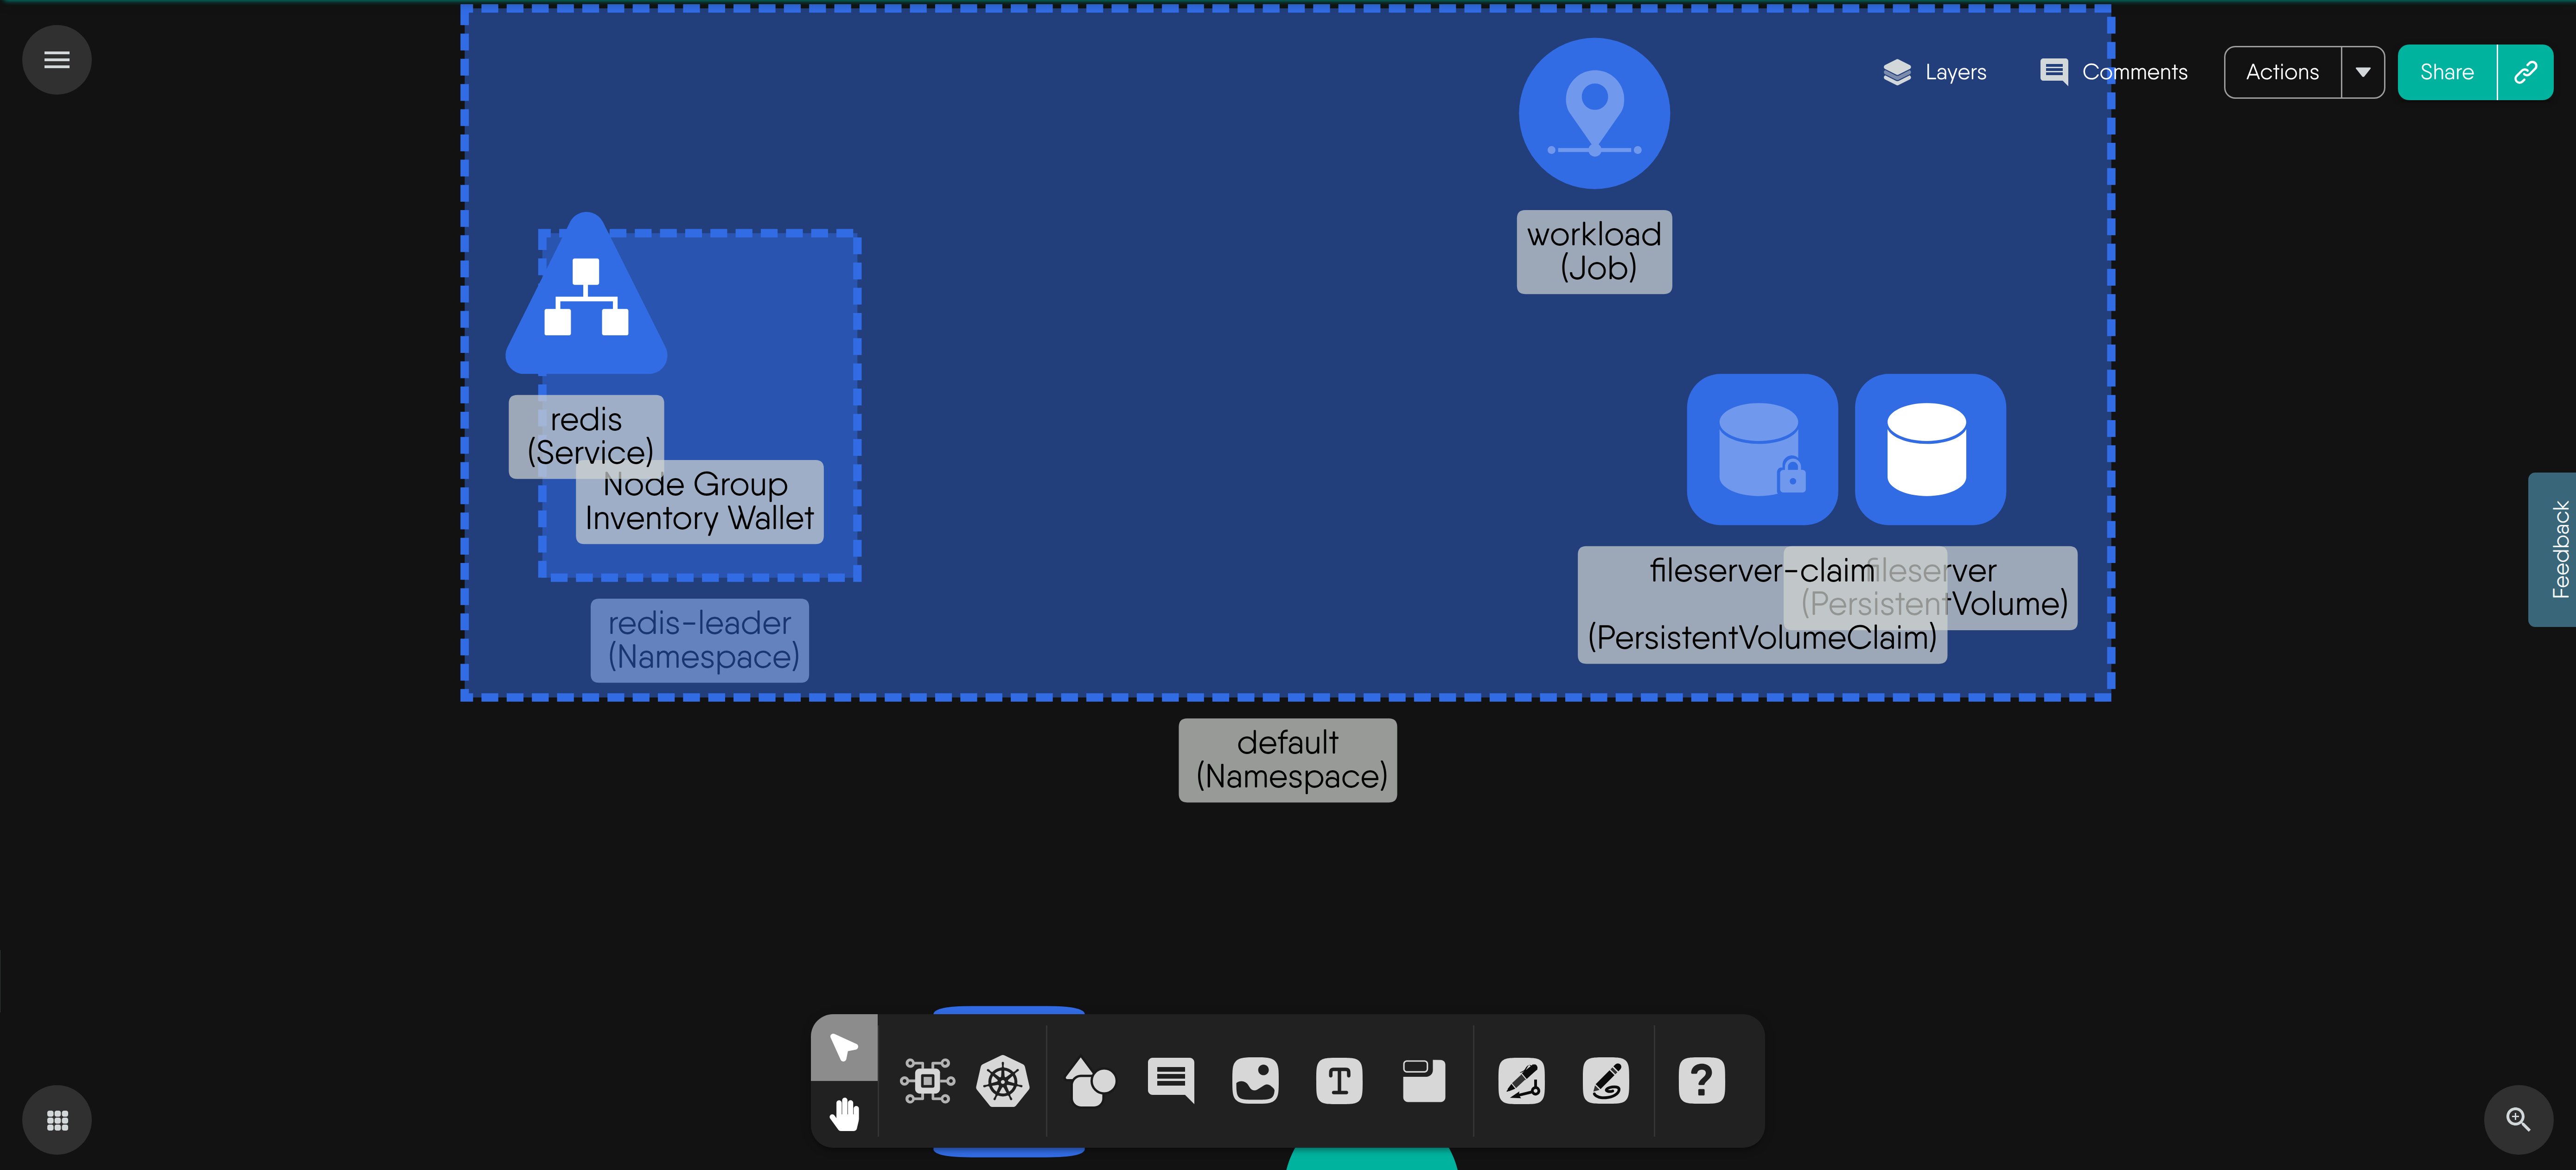 Layers
Comments
Actions
Share
workload
(Job)
redis
(Service)
Node Group
Inventory Wallet
redis-leader
(Namespace)
fileserver-claim
(PersistentVolumeClaim)
fileserver
(PersistentVolume)
default
(Namespace)
Feedback
T
?